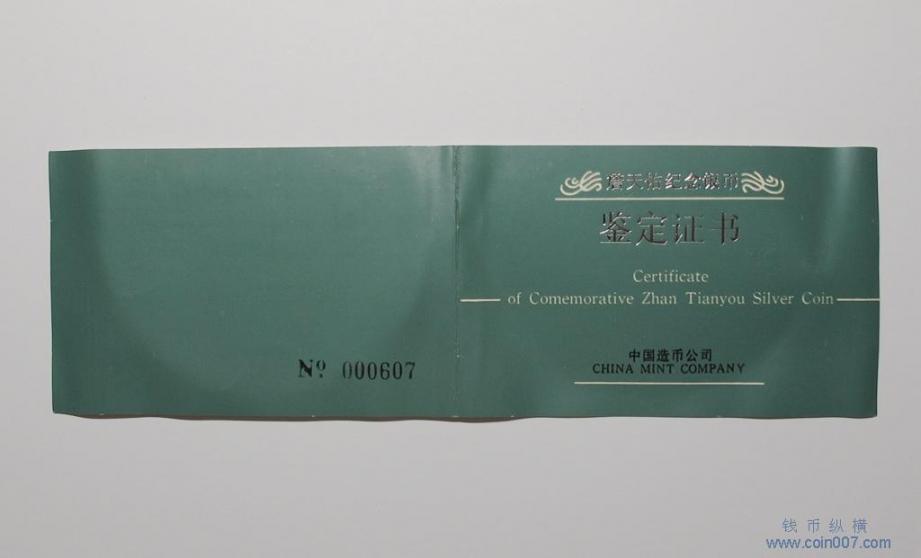 № 000607
詹天佑纪念银币
鉴定证书
Certificate
of Comemorative Zhan Tianyou Silver Coin
中国造币公司
CHINA MINT COMPANY
钱币纵横
www.coin007.com